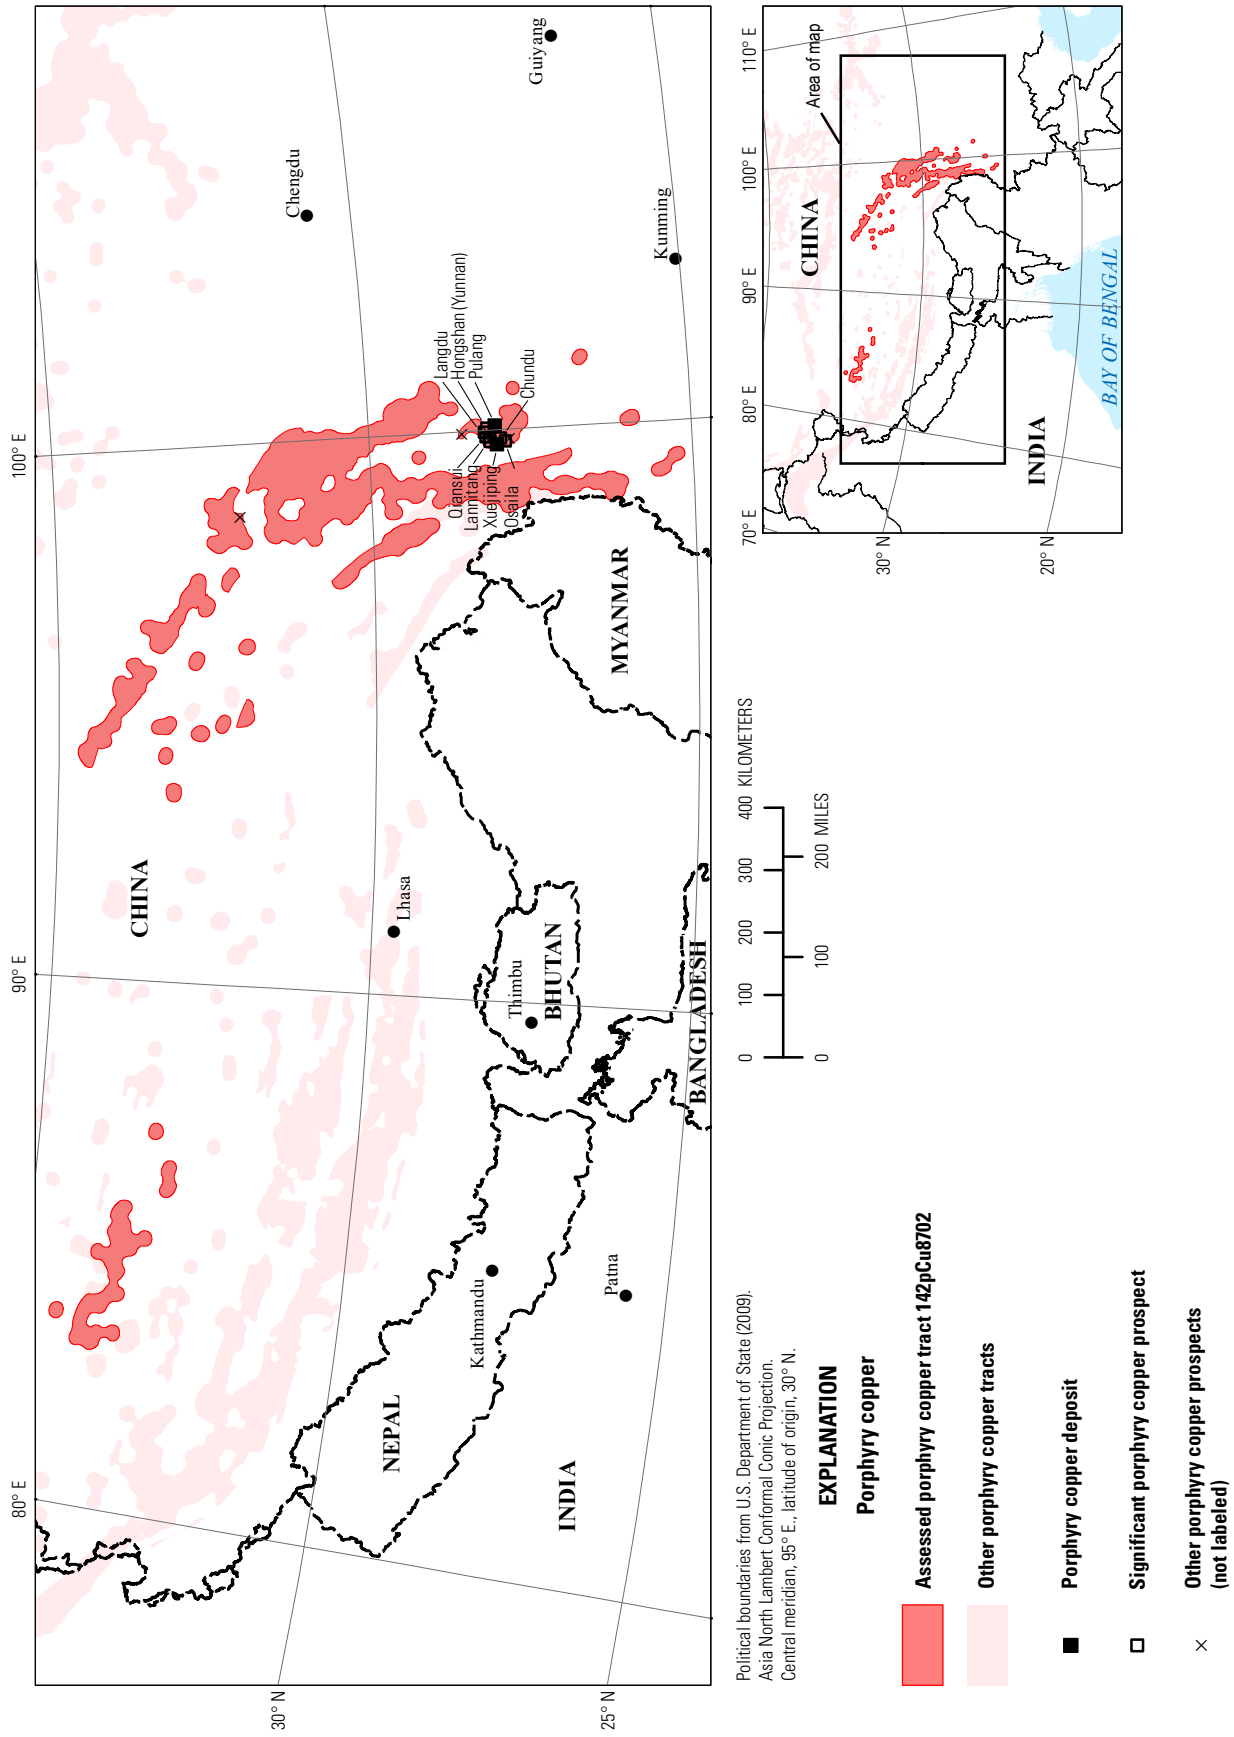 80° E
90° E
100° E
30° N
25° N
CHINA
Chengdu
Guiyang
Kunming
Langdu
Hongshan (Yunnan)
Pulang
Chundu
Qiansui
Lannitang
Xuejiping
Osaila
Lhasa
MYANMAR
Thimbu
BHUTAN
BANGLADESH
Kathmandu
NEPAL
Patna
INDIA
Political boundaries from U.S. Department of State (2009).
Asia North Lambert Conformal Conic Projection.
Central meridian, 95° E., latitude of origin, 30° N.
0 100 200 300 400 KILOMETERS
0 100 200 MILES
EXPLANATION
Porphyry copper
Assessed porphyry copper tract 142pCu8702
Other porphyry copper tracts
Porphyry copper deposit
Significant porphyry copper prospect
Other porphyry copper prospects
(not labeled)
70° E
80° E
90° E
100° E
110° E
Area of map
CHINA
30° N
20° N
INDIA
BAY OF BENGAL